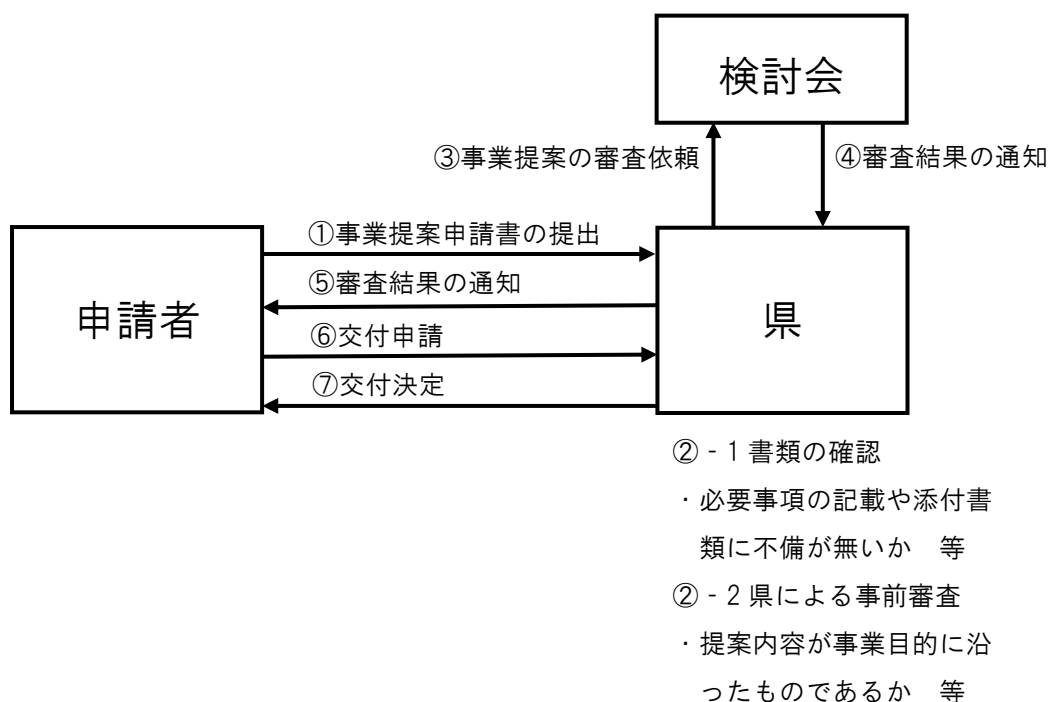 検討会
③事業提案の審査依頼
④審査結果の通知
①事業提案申請書の提出
⑤審査結果の通知
申請者
県
⑥交付申請
⑦交付決定
②‐1 書類の確認
・必要事項の記載や添付書
類に不備が無いか　等
②‐2 県による事前審査
・提案内容が事業目的に沿
ったものであるか　等